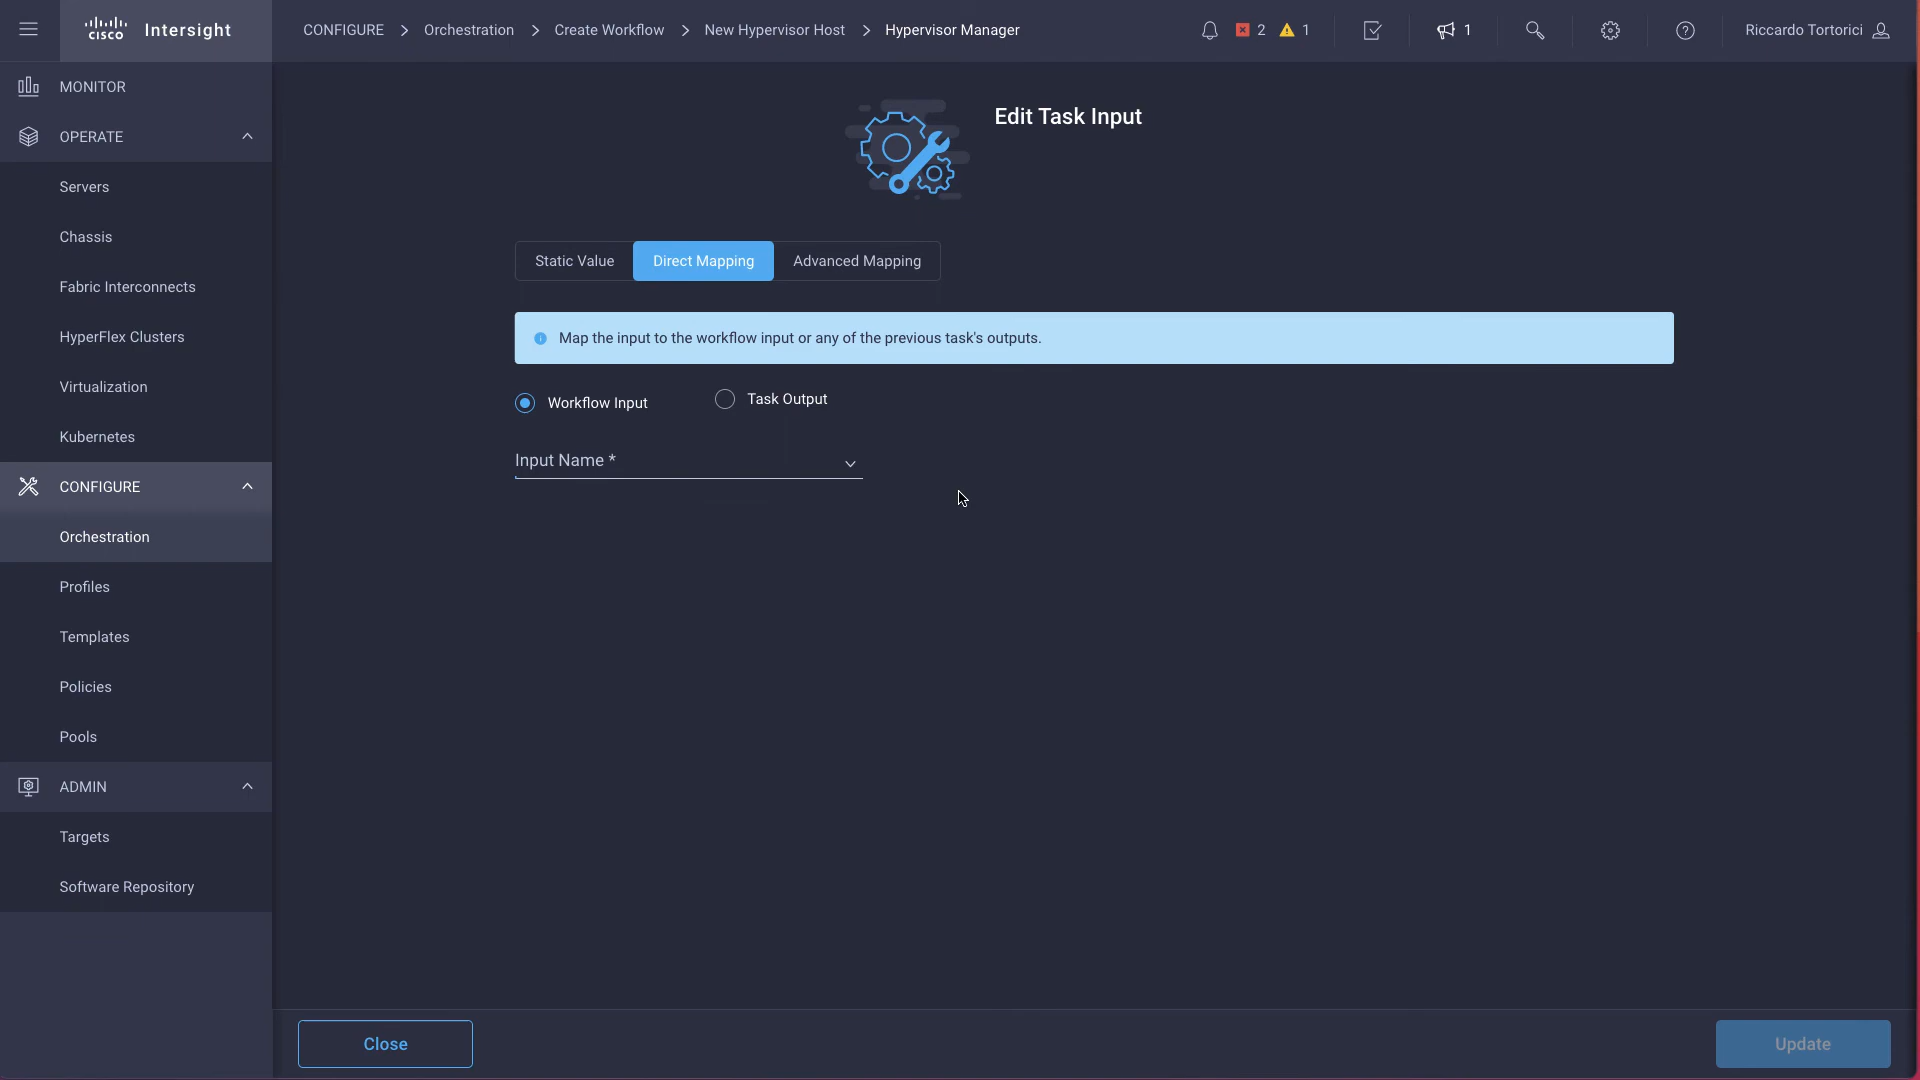 CISCO Intersight
CONFIGURE > Orchestration > Create Workflow > New Hypervisor Host > Hypervisor Manager
2 1 1
Riccardo Tortorici
MONITOR
OPERATE
Servers
Chassis
Fabric Interconnects
HyperFlex Clusters
Virtualization
Kubernetes
CONFIGURE
Orchestration
Profiles
Templates
Policies
Pools
ADMIN
Targets
Software Repository
Edit Task Input
Static Value Direct Mapping Advanced Mapping
Map the input to the workflow input or any of the previous task's outputs.
Workflow Input Task Output
Input Name *
Close Update